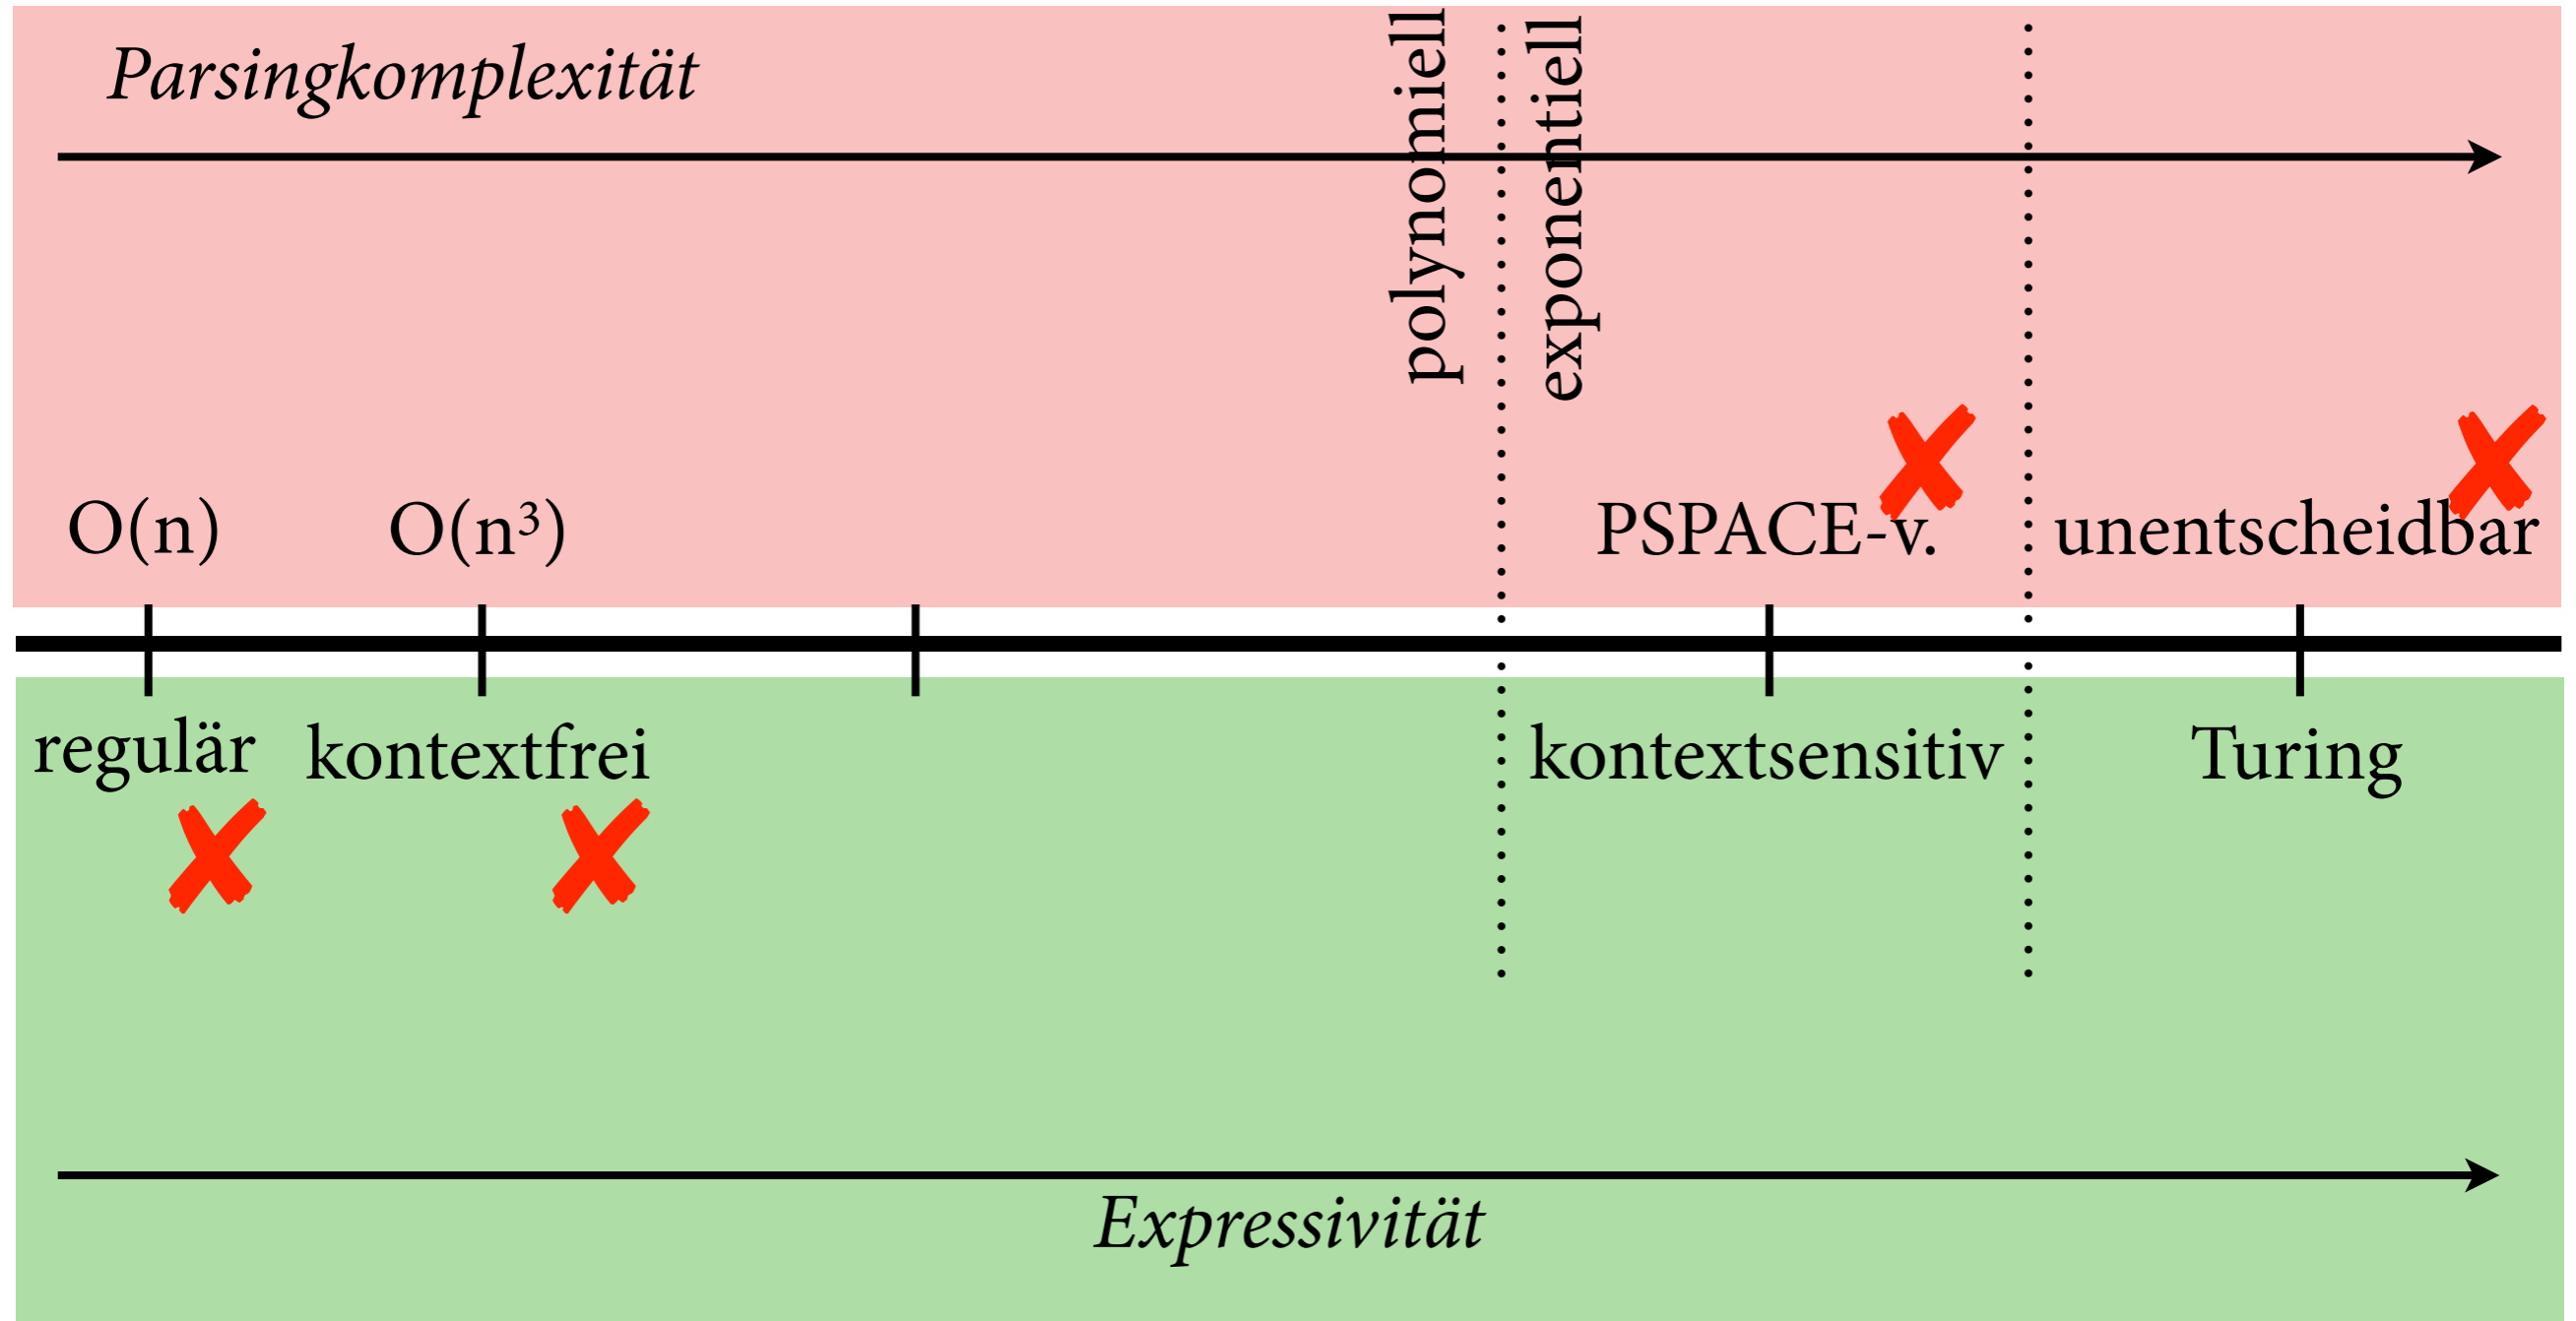 Parsingkomplexität
polynomiell
exponentiell
O(n)
O(n³)
PSPACE-v.
unentscheidbar
regulär
kontextfrei
kontextsensitiv
Turing
Expressivität